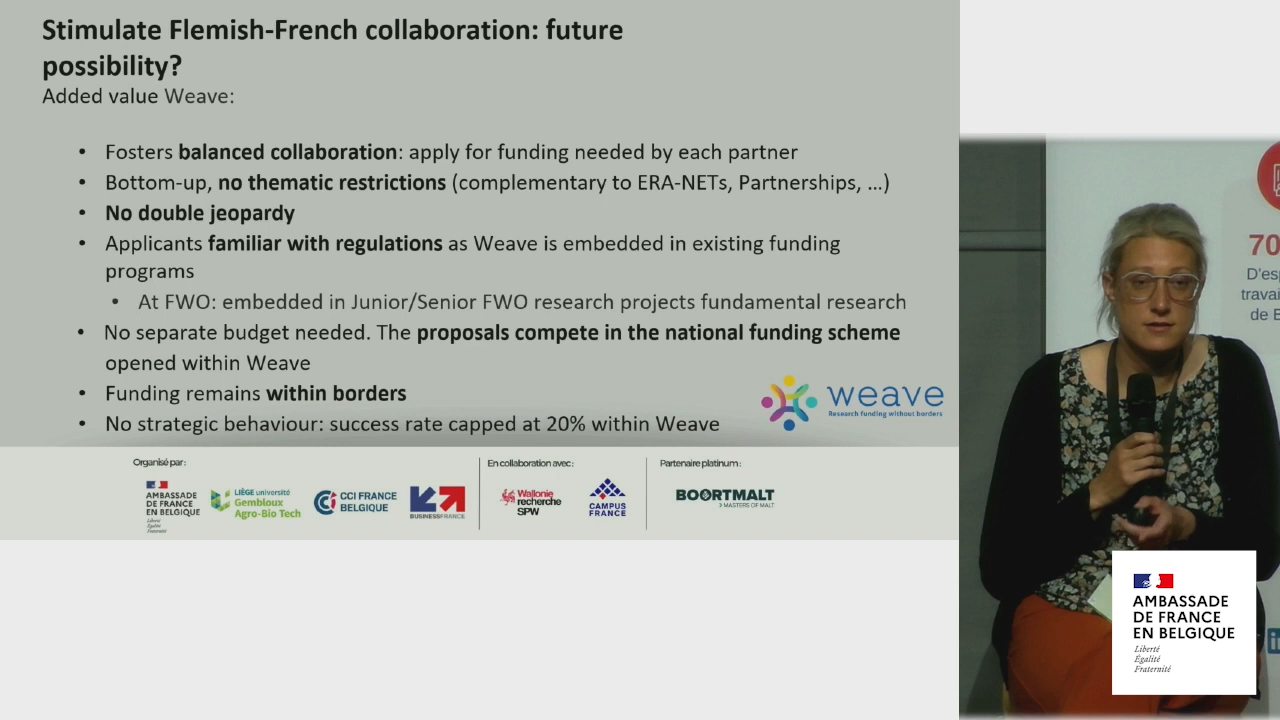 Stimulate Flemish-French collaboration: future
possibility?
Added value Weave:
• Fosters balanced collaboration: apply for funding needed by each partner
• Bottom-up, no thematic restrictions (complementary to ERA-NETs, Partnerships, ...)
• No double jeopardy
• Applicants familiar with regulations as Weave is embedded in existing funding
programs
• At FWO: embedded in Junior/Senior FWO research projects fundamental research
• No separate budget needed. The proposals compete in the national funding scheme
opened within Weave
• Funding remains within borders
• No strategic behaviour: success rate capped at 20% within Weave
weave
Research funding without borders
Organisé par :
AMBASSADE
DE FRANCE
EN BELGIQUE
Liberté
Égalité
Fraternité
LIÈGE université
Gembloux
Agro-Bio Tech
CCI FRANCE
BELGIQUE
BUSINESSFRANCE
En collaboration avec :
Wallonie
recherche
SPW
CAMPUS
FRANCE
Partenaire platinum :
BOORTMALT
MASTERS OF MALT
70
D'es
travai
de
AMBASSADE
DE FRANCE
EN BELGIQUE
Liberté
Égalité
Fraternité
in